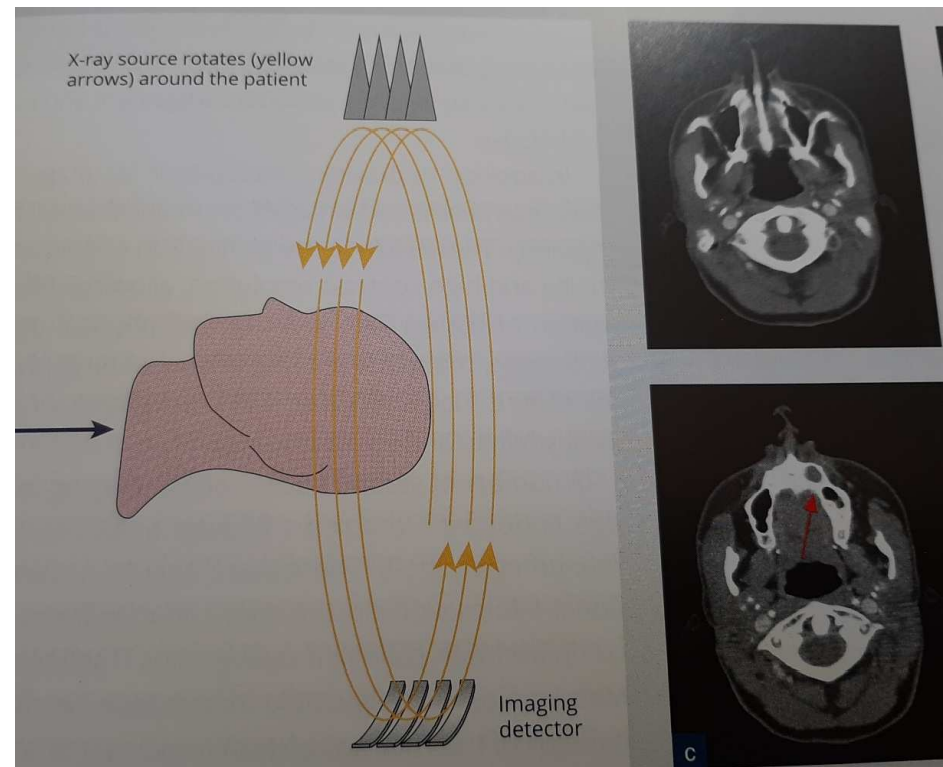 X-ray source rotates (yellow
arrows) around the patient
Imaging
detector
C